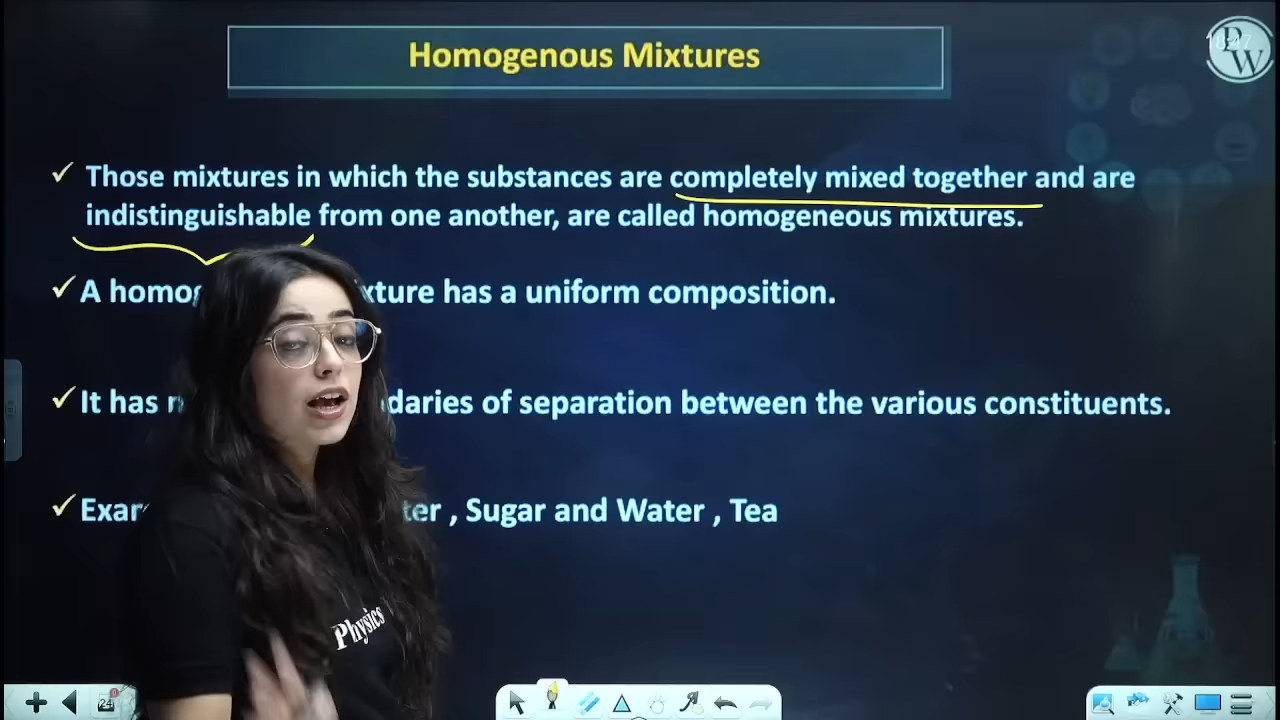 Homogenous Mixtures
PW
✓ Those mixtures in which the substances are completely mixed together and are
indistinguishable from one another, are called homogeneous mixtures.
✓ A homog xture has a uniform composition.
✓ It has daries of separation between the various constituents.
✓ ter , Sugar and Water , Tea
Physics
24